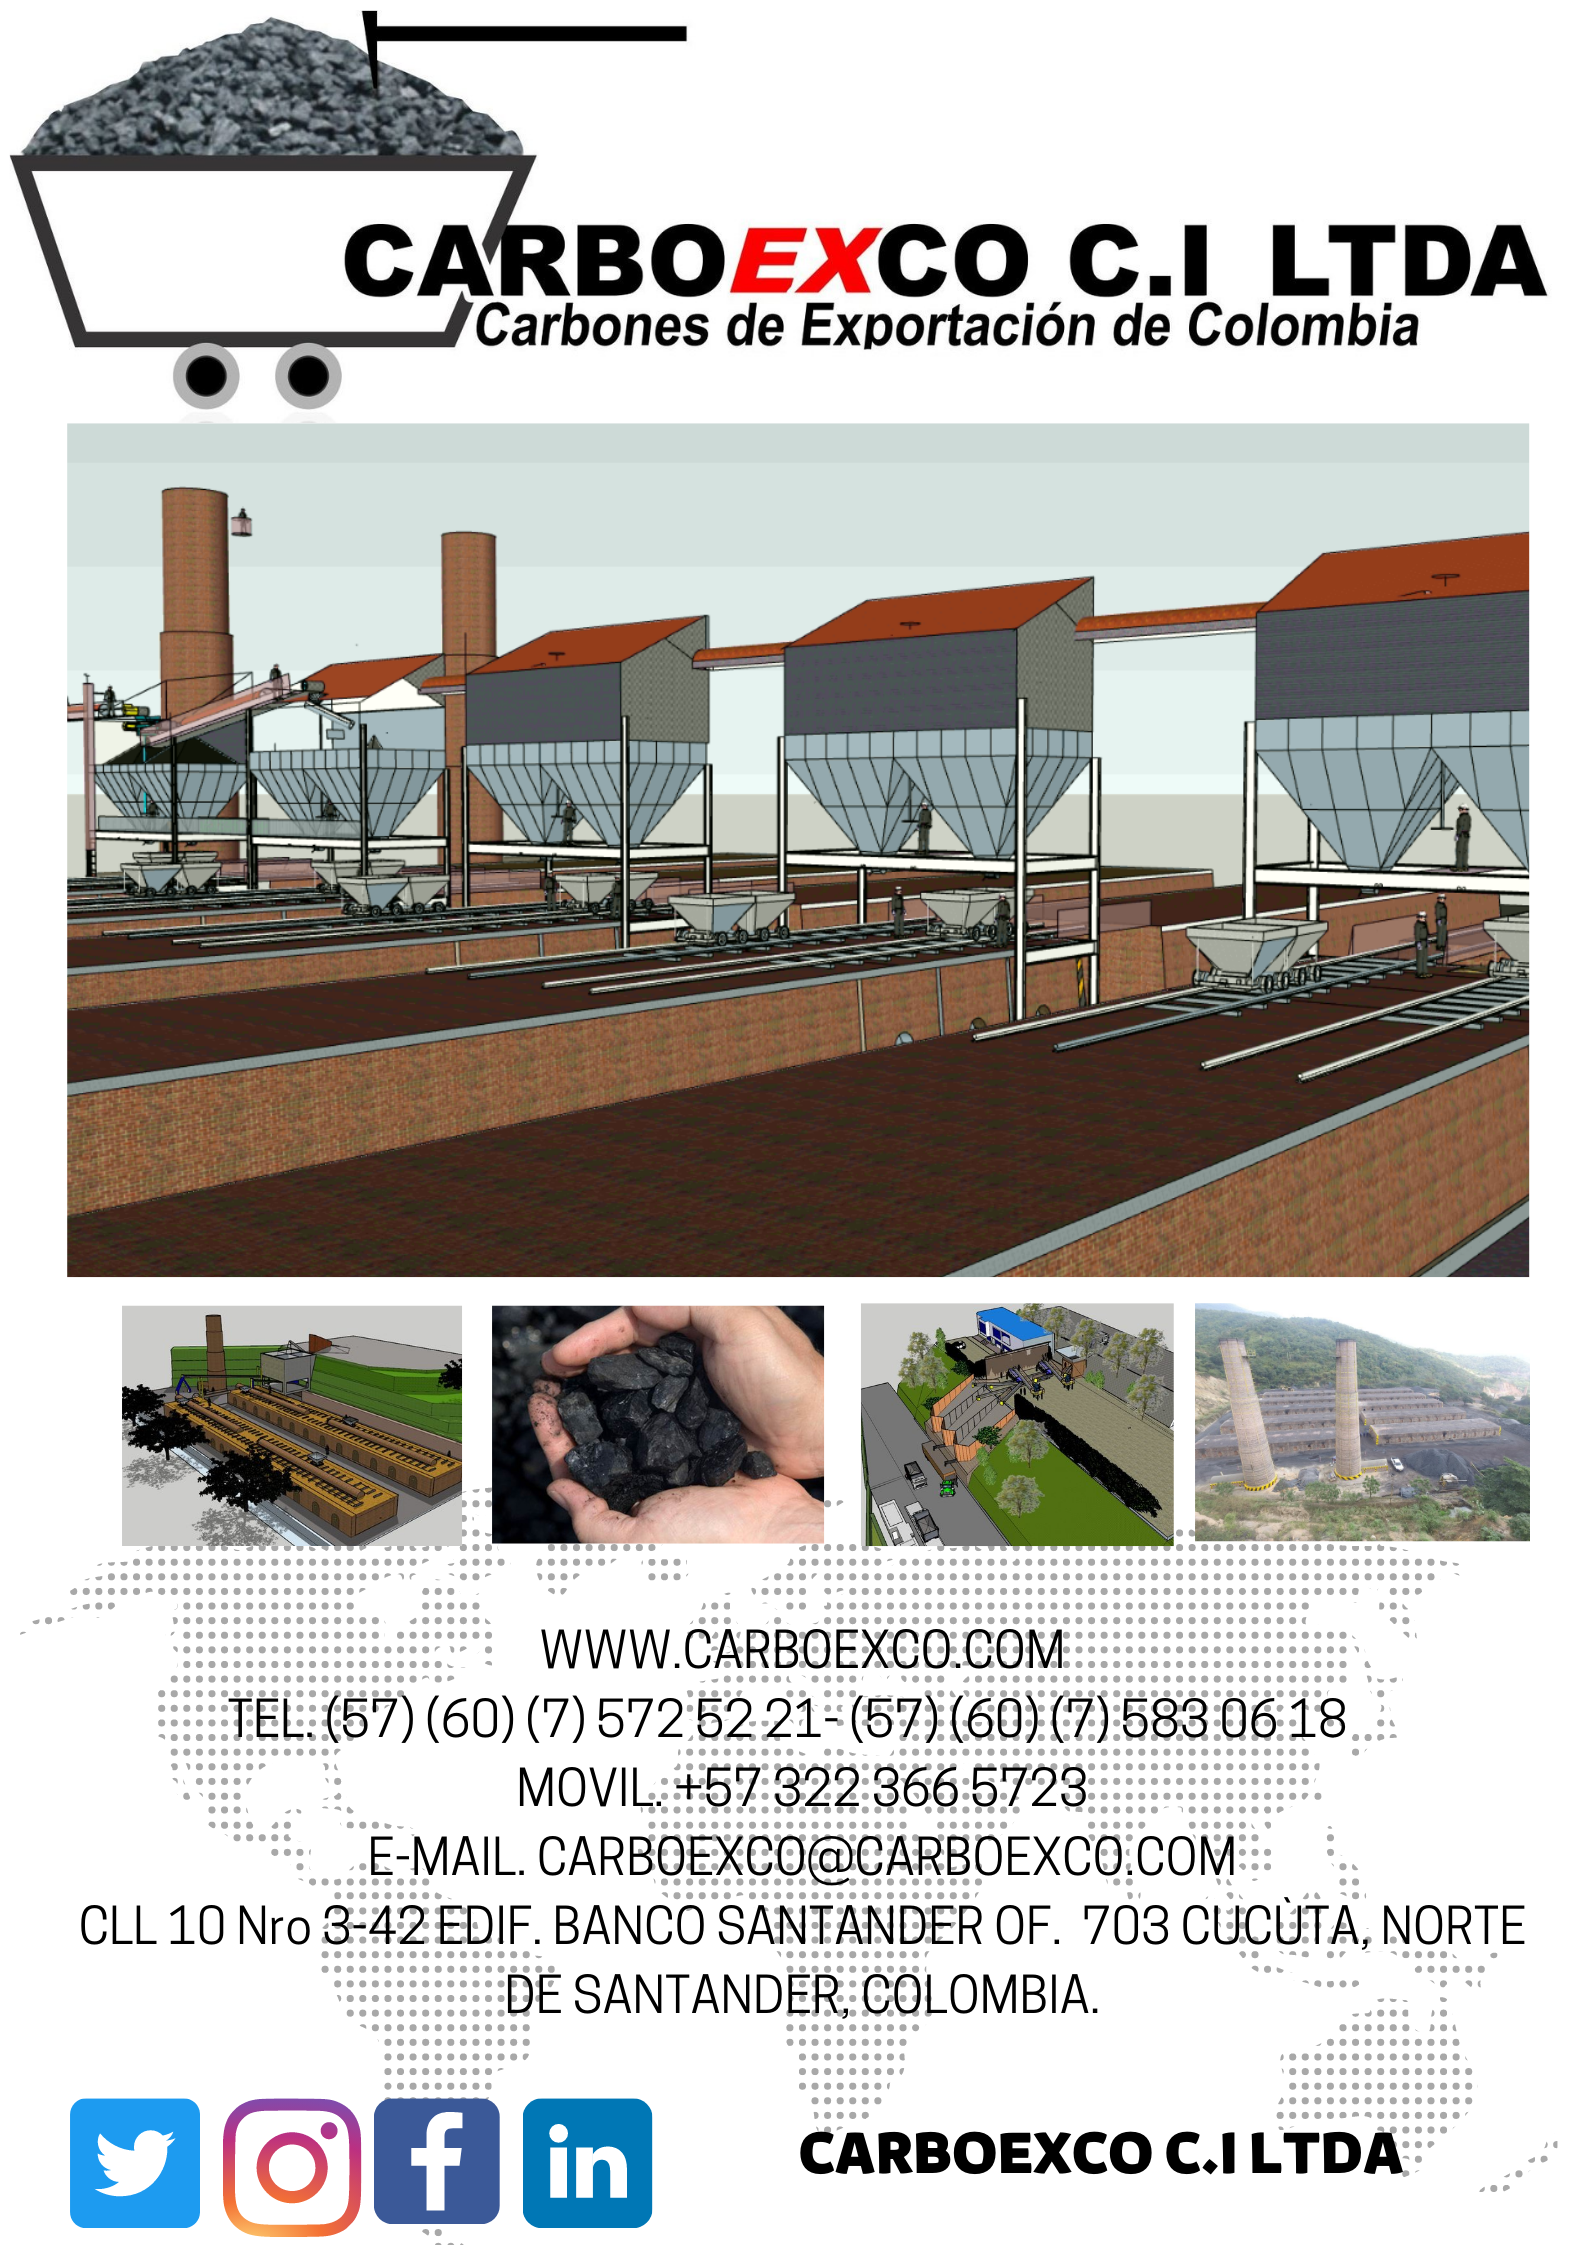 CARBOEXCO C.I LTDA
Carbones de Exportación de Colombia
WWW.CARBOEXCO.COM
TEL. (57) (60) (7) 572 52 21- (57) (60) (7) 583 06 18
MOVIL. +57 322 366 5723
E-MAIL. CARBOEXCO@CARBOEXCO.COM
CLL 10 Nro 3-42 EDIF. BANCO SANTANDER OF. 703 CUCÙTA, NORTE
DE SANTANDER, COLOMBIA.
in
CARBOEXCO C.I LTDA